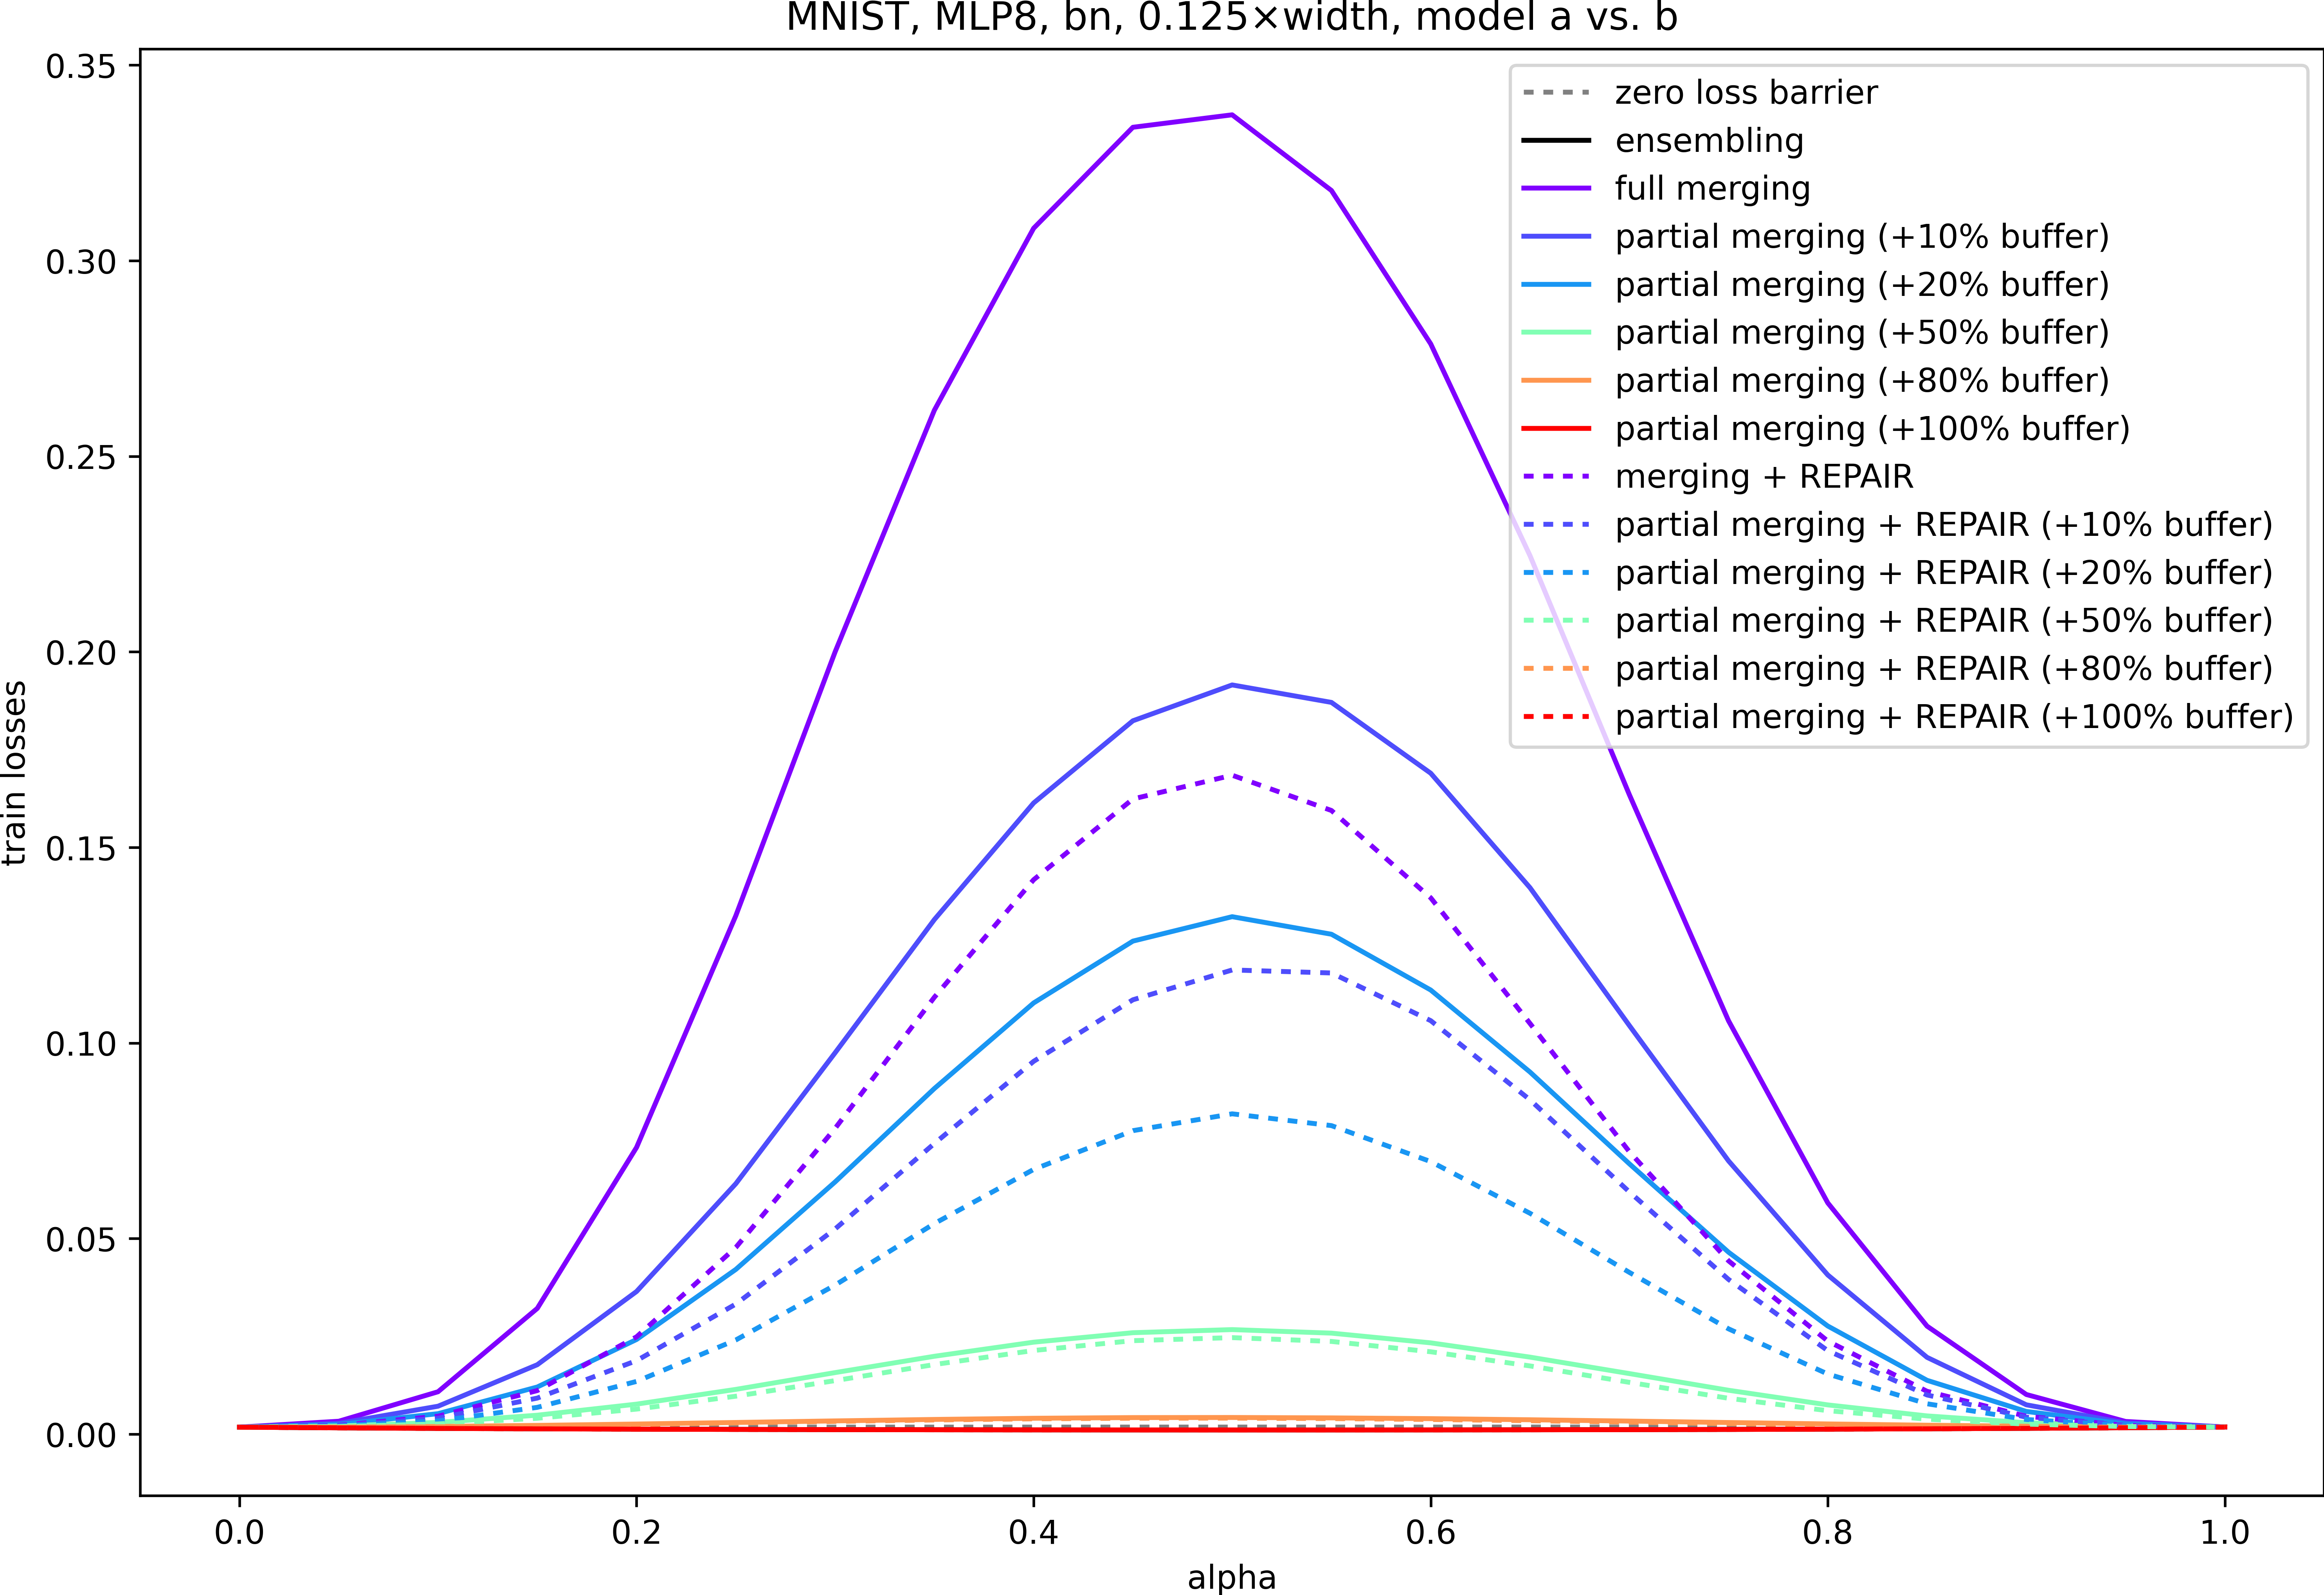 MNIST, MLP8, bn, 0.125×width, model a vs. b
0.35
0.30
0.25
0.20
0.15
0.10
0.05
0.00
train losses
zero loss barrier
ensembling
full merging
partial merging (+10% buffer)
partial merging (+20% buffer)
partial merging (+50% buffer)
partial merging (+80% buffer)
partial merging (+100% buffer)
merging + REPAIR
partial merging + REPAIR (+10% buffer)
partial merging + REPAIR (+20% buffer)
partial merging + REPAIR (+50% buffer)
partial merging + REPAIR (+80% buffer)
partial merging + REPAIR (+100% buffer)
0.0 0.2 0.4 0.6 0.8 1.0
alpha